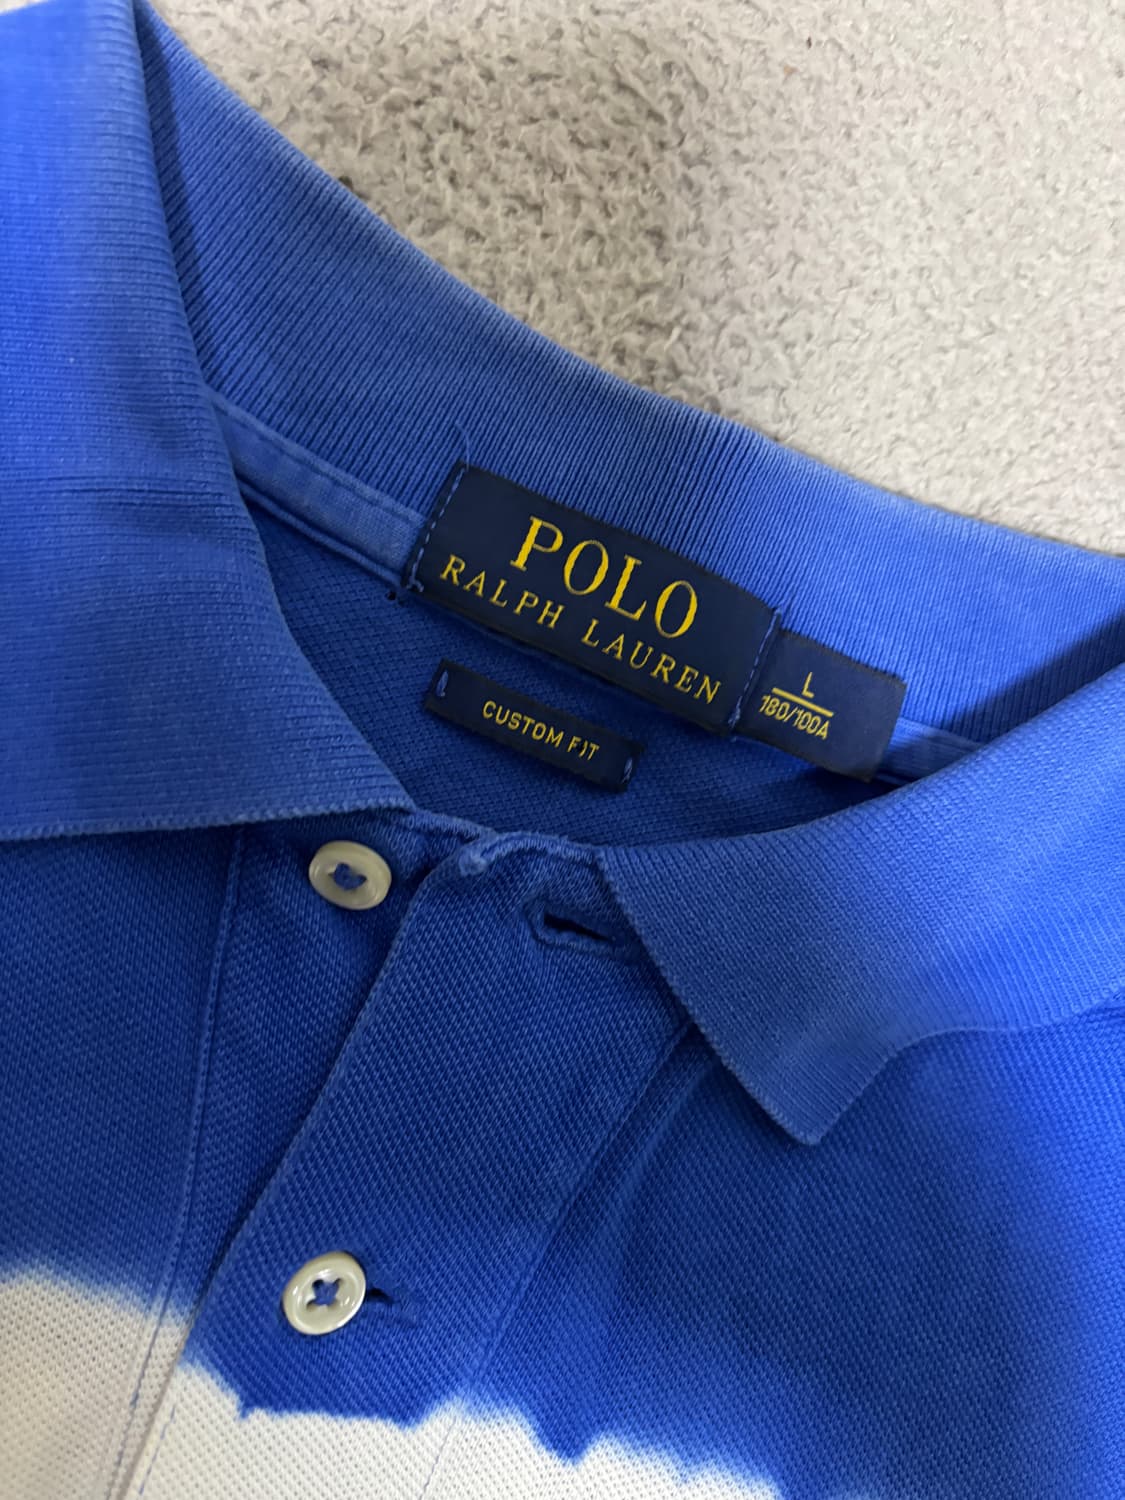 POLO
RALPH LAUREN
L
180/100A
CUSTOM FIT